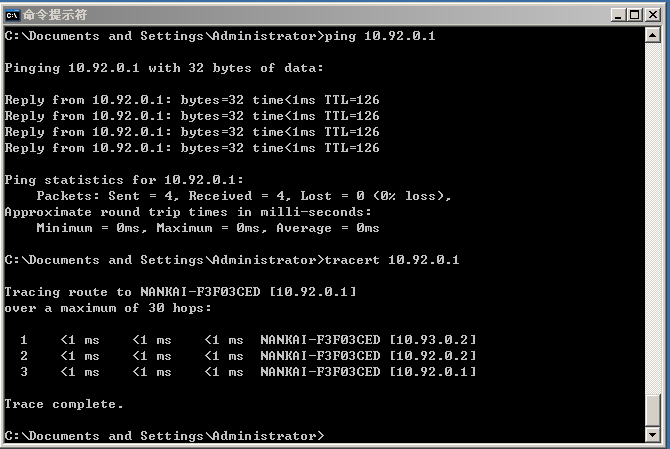 命令提示符
C:\Documents and Settings\Administrator>ping 10.92.0.1
Pinging 10.92.0.1 with 32 bytes of data:
Reply from 10.92.0.1: bytes=32 time<1ms TTL=126
Reply from 10.92.0.1: bytes=32 time<1ms TTL=126
Reply from 10.92.0.1: bytes=32 time<1ms TTL=126
Reply from 10.92.0.1: bytes=32 time<1ms TTL=126
Ping statistics for 10.92.0.1:
    Packets: Sent = 4, Received = 4, Lost = 0 (0% loss),
Approximate round trip times in milli-seconds:
    Minimum = 0ms, Maximum = 0ms, Average = 0ms
C:\Documents and Settings\Administrator>tracert 10.92.0.1
Tracing route to NANKAI-F3F03CED [10.92.0.1]
over a maximum of 30 hops:
  1    <1 ms    <1 ms    <1 ms  NANKAI-F3F03CED [10.93.0.2]
  2    <1 ms    <1 ms    <1 ms  NANKAI-F3F03CED [10.92.0.2]
  3    <1 ms    <1 ms    <1 ms  NANKAI-F3F03CED [10.92.0.1]
Trace complete.
C:\Documents and Settings\Administrator>